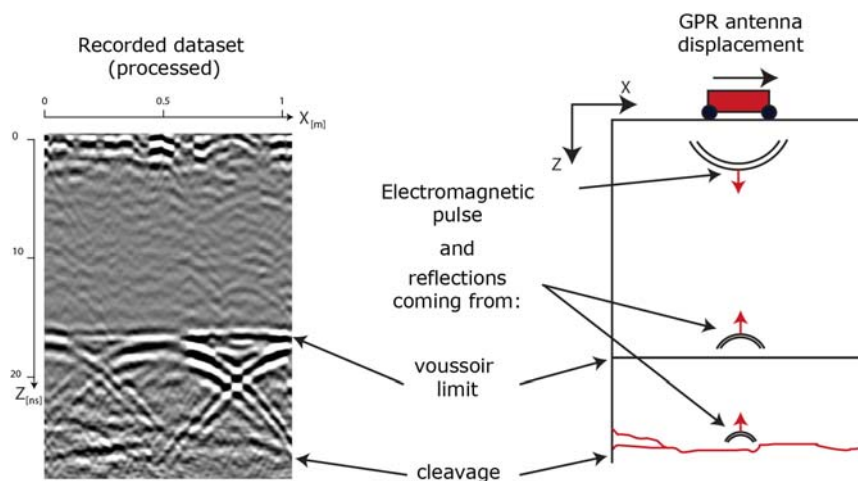 Recorded dataset
(processed)
0
0.5
1
X[m]
0
10
20
Z[ns]
GPR antenna
displacement
X
Z
Electromagnetic
pulse
and
reflections
coming from:
voussoir
limit
cleavage